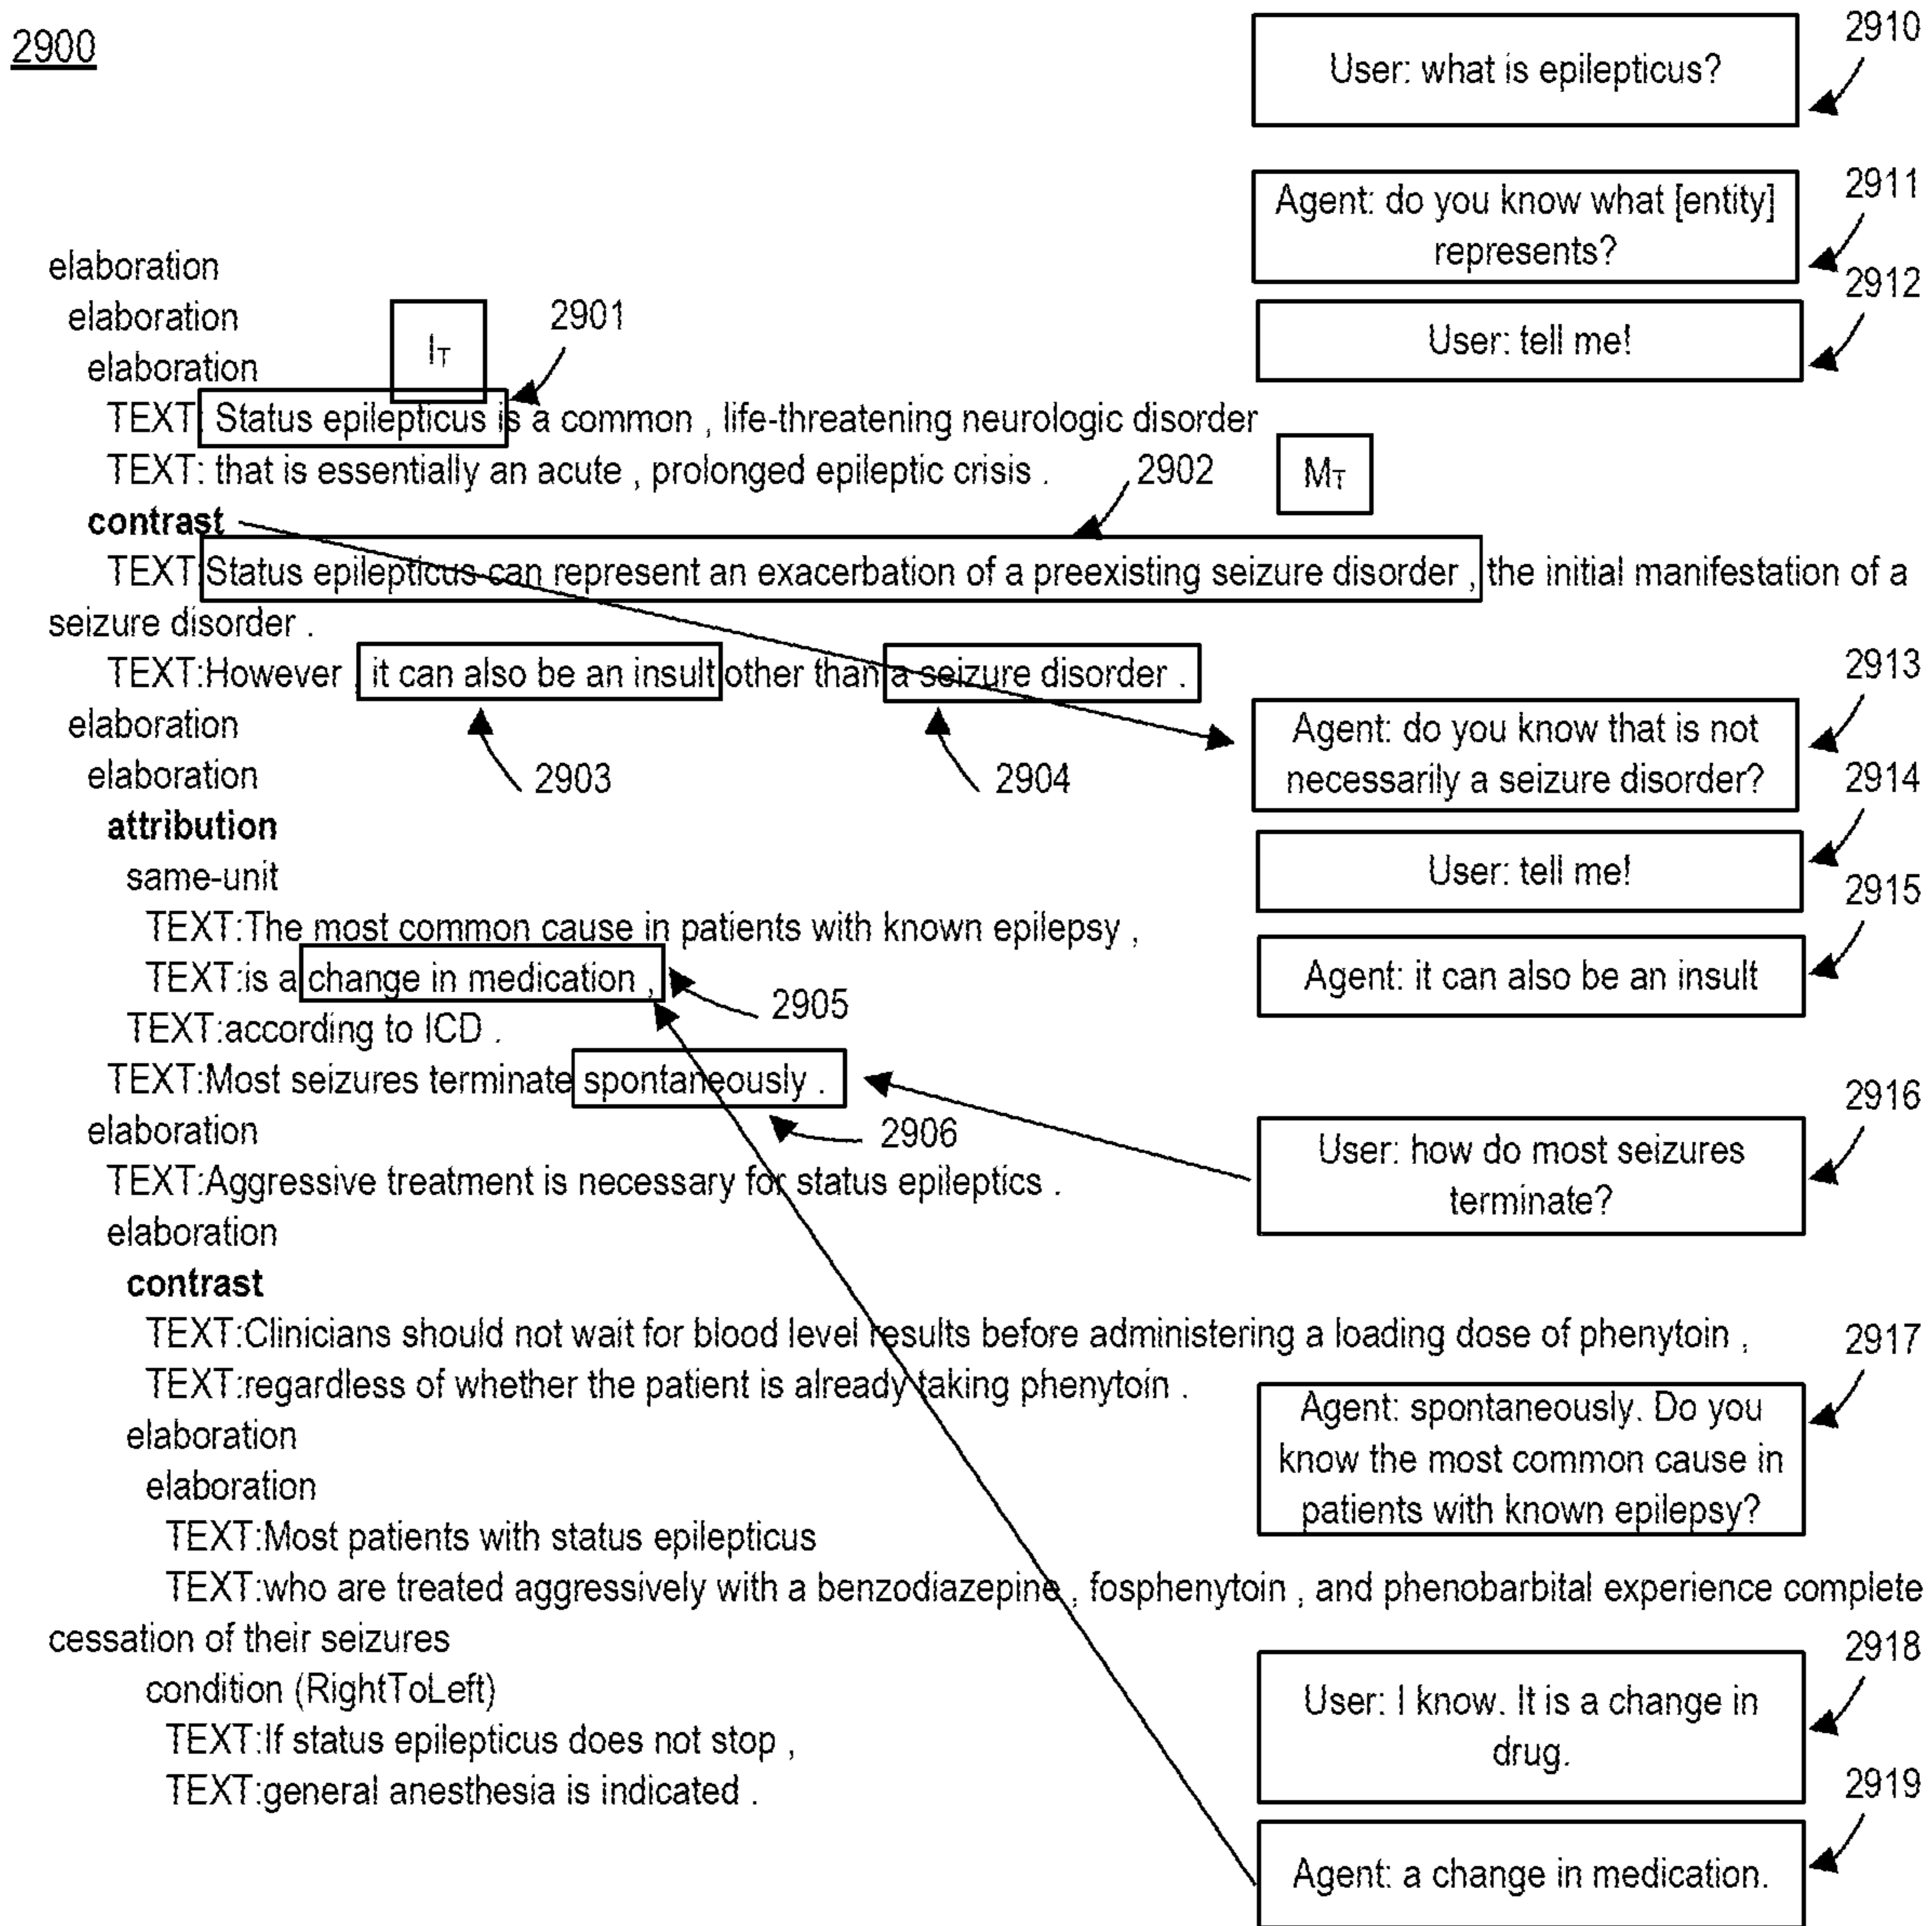 2900
elaboration
elaboration
elaboration
I_T
2901
TEXT: Status epilepticus is a common , life-threatening neurologic disorder
TEXT: that is essentially an acute , prolonged epileptic crisis .
2902
M_T
contrast
TEXT:Status epilepticus can represent an exacerbation of a preexisting seizure disorder , the initial manifestation of a
seizure disorder .
TEXT:However , it can also be an insult other than a seizure disorder .
elaboration
elaboration
2903
2904
attribution
same-unit
TEXT:The most common cause in patients with known epilepsy ,
TEXT:is a change in medication ,
2905
TEXT:according to ICD .
TEXT:Most seizures terminate spontaneously .
elaboration
2906
TEXT:Aggressive treatment is necessary for status epileptics .
elaboration
contrast
TEXT:Clinicians should not wait for blood level results before administering a loading dose of phenytoin ,
TEXT:regardless of whether the patient is already taking phenytoin .
elaboration
elaboration
TEXT:Most patients with status epilepticus
TEXT:who are treated aggressively with a benzodiazepine , fosphenytoin , and phenobarbital experience complete
cessation of their seizures
condition (RightToLeft)
TEXT:If status epilepticus does not stop ,
TEXT:general anesthesia is indicated .
2910
User: what is epilepticus?
2911
Agent: do you know what [entity]
represents?
2912
User: tell me!
2913
Agent: do you know that is not
necessarily a seizure disorder?
2914
User: tell me!
2915
Agent: it can also be an insult
2916
User: how do most seizures
terminate?
2917
Agent: spontaneously. Do you
know the most common cause in
patients with known epilepsy?
2918
User: I know. It is a change in
drug.
2919
Agent: a change in medication.